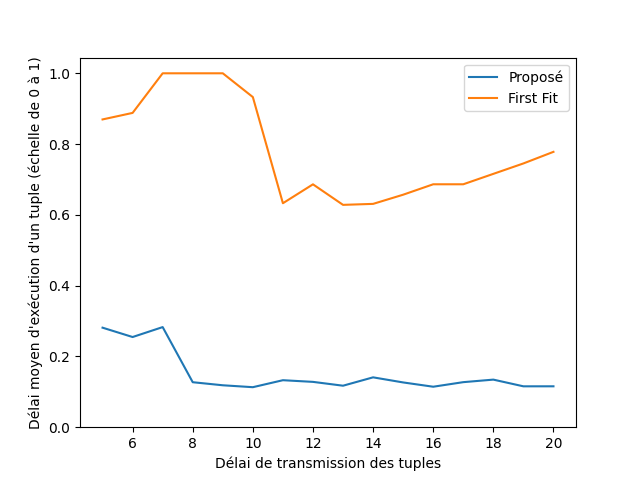 Proposé
First Fit
Délai moyen d'exécution d'un tuple (échelle de 0 à 1)
1.0
0.8
0.6
0.4
0.2
0.0
6 8 10 12 14 16 18 20
Délai de transmission des tuples